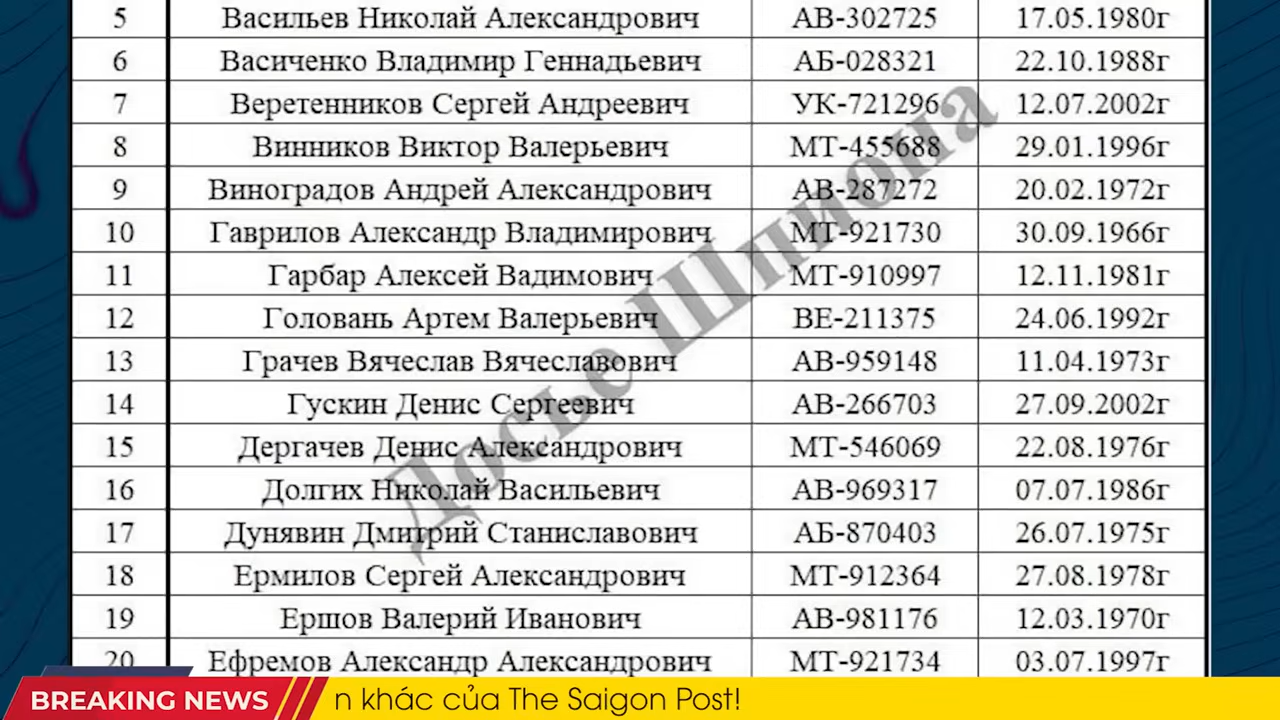 5 Васильев Николай Александрович АВ-302725 17.05.1980г
6 Васиченко Владимир Геннадьевич АБ-028321 22.10.1988г
7 Веретенников Сергей Андреевич УК-721296 12.07.2002г
8 Винников Виктор Валерьевич МТ-455688 29.01.1996г
9 Виноградов Андрей Александрович АВ-287272 20.02.1972г
10 Гаврилов Александр Владимирович МТ-921730 30.09.1966г
11 Гарбар Алексей Вадимович МТ-910997 12.11.1981г
12 Головань Артем Валерьевич ВЕ-211375 24.06.1992г
13 Грачев Вячеслав Вячеславович АВ-959148 11.04.1973г
14 Гускин Денис Сергеевич АВ-266703 27.09.2002г
15 Дергачев Денис Александрович МТ-546069 22.08.1976г
16 Долгих Николай Васильевич АВ-969317 07.07.1986г
17 Дунявин Дмитрий Станиславович АБ-870403 26.07.1975г
18 Ермилов Сергей Александрович МТ-912364 27.08.1978г
19 Ершов Валерий Иванович АВ-981176 12.03.1970г
20 Ефремов Александр Александрович МТ-921734 03.07.1997г
Досье Шпиона
BREAKING NEWS n khác của The Saigon Post!